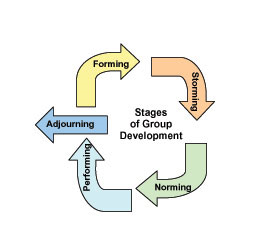 Forming
Storming
Stages
of Group
Development
Adjourning
Performing
Norming